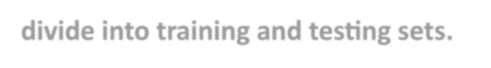 divide into training and testing sets.